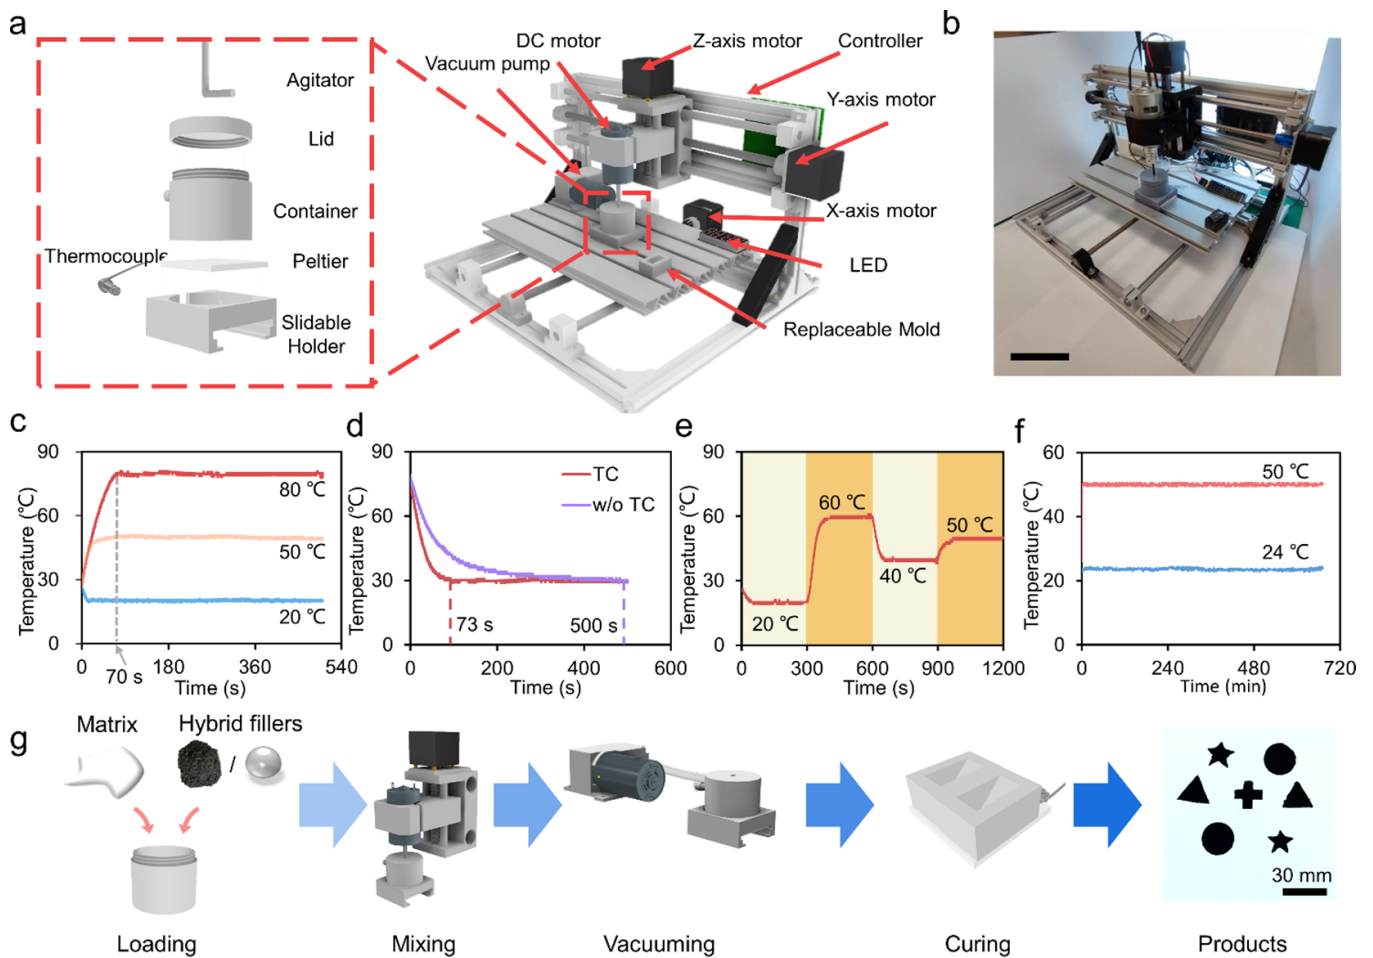 a
Agitator
Lid
Container
Thermocouple
Peltier
Slidable
Holder
DC motor
Vacuum pump
Z-axis motor
Controller
Y-axis motor
X-axis motor
LED
Replaceable Mold
b
c
Temperature (℃)
90
60
30
0
80 ℃
50 ℃
20 ℃
0
180
360
540
70 s
Time (s)
d
Temperature (℃)
90
60
30
0
TC
w/o TC
73 s
500 s
0
200
400
600
Time (s)
e
Temperature (℃)
90
60
30
0
20 ℃
60 ℃
40 ℃
50 ℃
0
300
600
900
1200
Time (s)
f
Temperature (℃)
60
40
20
0
50 ℃
24 ℃
0
240
480
720
Time (min)
g
Matrix
Hybrid fillers
/
30 mm
Loading
Mixing
Vacuuming
Curing
Products